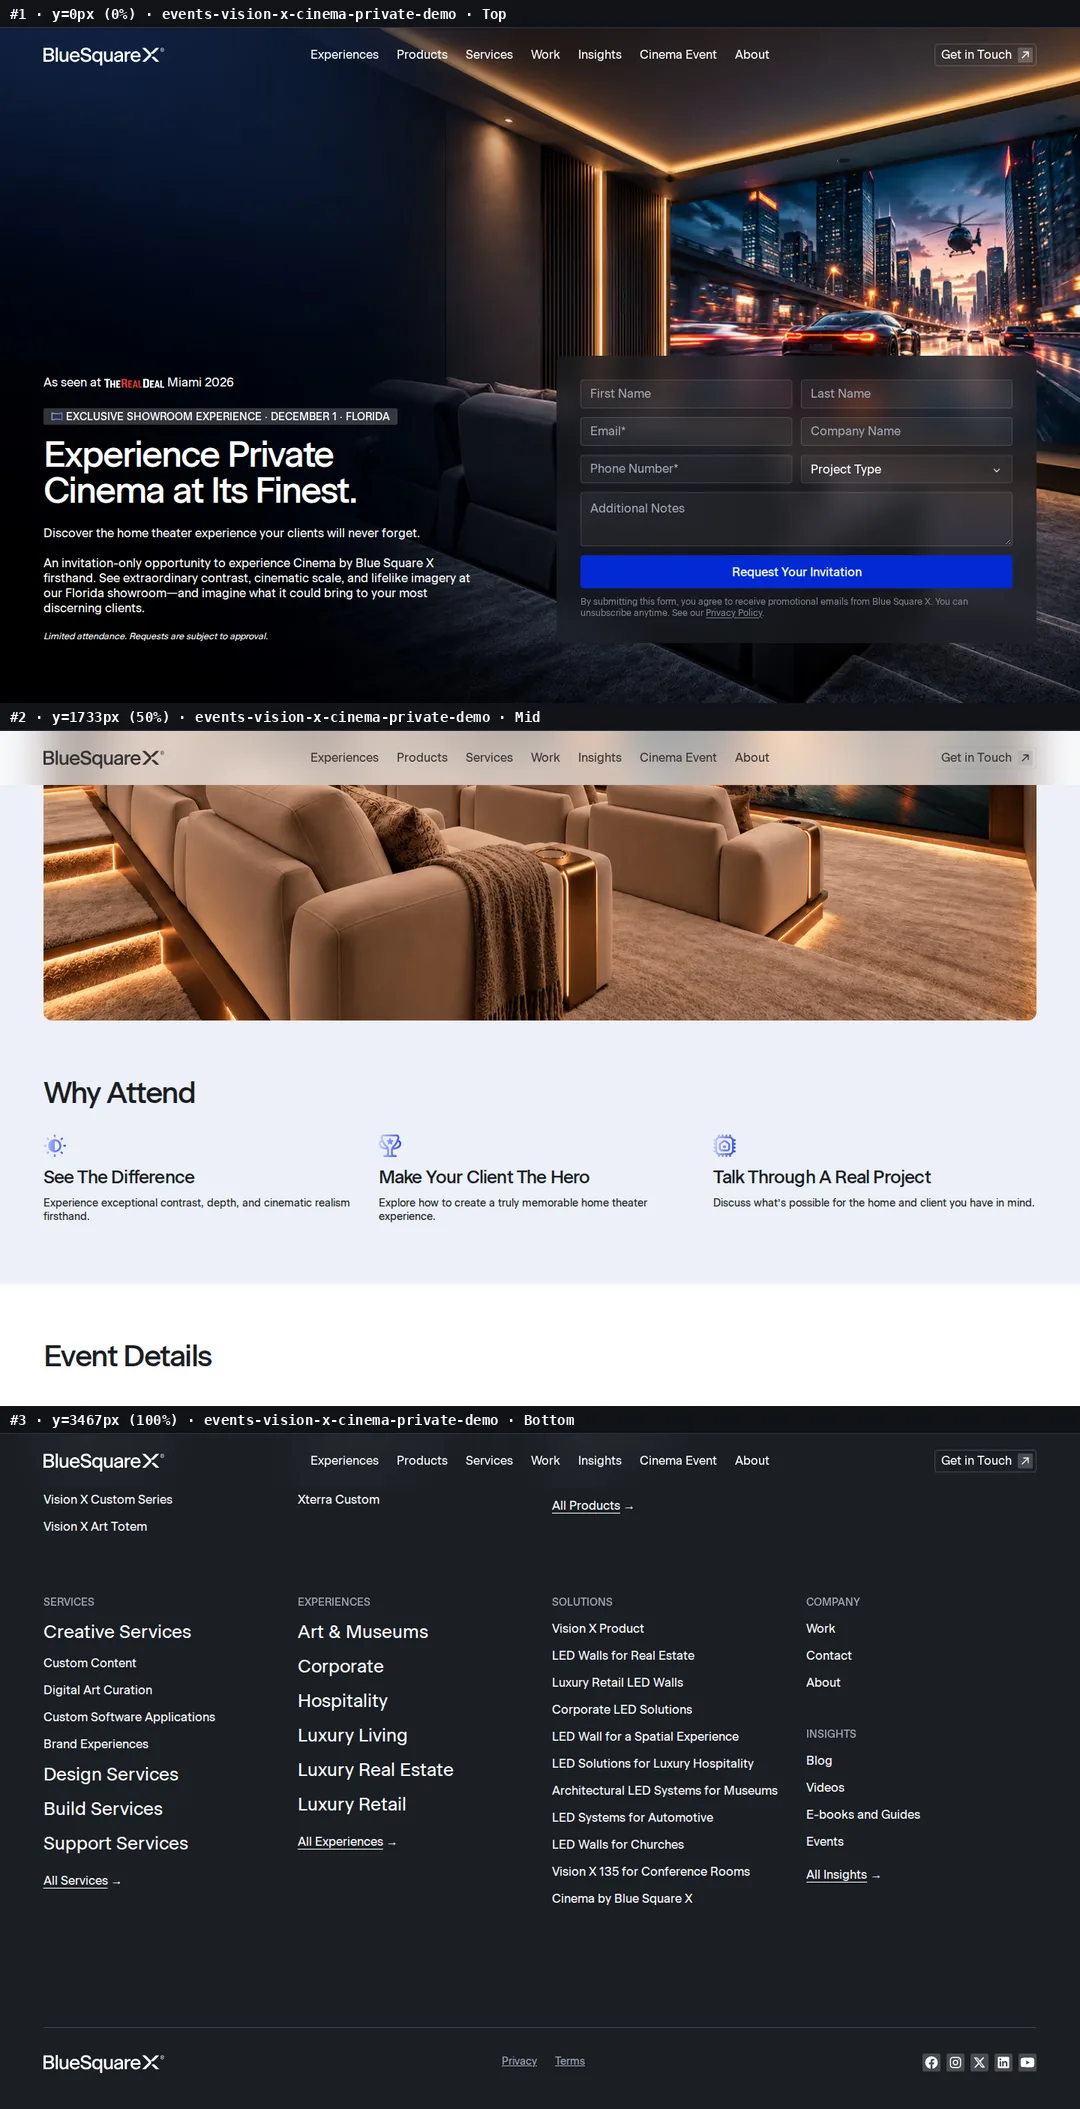 #1 · y=0px (0%) · events-vision-x-cinema-private-demo · Top
BlueSquareX® Experiences Products Services Work Insights Cinema Event About Get in Touch
As seen at THEREALDEAL Miami 2026
EXCLUSIVE SHOWROOM EXPERIENCE · DECEMBER 1 · FLORIDA
Experience Private
Cinema at Its Finest.
Discover the home theater experience your clients will never forget.
An invitation-only opportunity to experience Cinema by Blue Square X
firsthand. See extraordinary contrast, cinematic scale, and lifelike imagery at
our Florida showroom—and imagine what it could bring to your most
discerning clients.
Limited attendance. Requests are subject to approval.
First Name Last Name
Email* Company Name
Phone Number* Project Type
Additional Notes
Request Your Invitation
By submitting this form, you agree to receive promotional emails from Blue Square X. You can
unsubscribe anytime. See our Privacy Policy.
#2 · y=1733px (50%) · events-vision-x-cinema-private-demo · Mid
BlueSquareX® Experiences Products Services Work Insights Cinema Event About Get in Touch
Why Attend
See The Difference
Experience exceptional contrast, depth, and cinematic realism
firsthand.
Make Your Client The Hero
Explore how to create a truly memorable home theater
experience.
Talk Through A Real Project
Discuss what's possible for the home and client you have in mind.
Event Details
#3 · y=3467px (100%) · events-vision-x-cinema-private-demo · Bottom
BlueSquareX® Experiences Products Services Work Insights Cinema Event About Get in Touch
Vision X Custom Series
Vision X Art Totem
Xterra Custom
All Products →
SERVICES
Creative Services
Custom Content
Digital Art Curation
Custom Software Applications
Brand Experiences
Design Services
Build Services
Support Services
All Services →
EXPERIENCES
Art & Museums
Corporate
Hospitality
Luxury Living
Luxury Real Estate
Luxury Retail
All Experiences →
SOLUTIONS
Vision X Product
LED Walls for Real Estate
Luxury Retail LED Walls
Corporate LED Solutions
LED Wall for a Spatial Experience
LED Solutions for Luxury Hospitality
Architectural LED Systems for Museums
LED Systems for Automotive
LED Walls for Churches
Vision X 135 for Conference Rooms
Cinema by Blue Square X
COMPANY
Work
Contact
About
INSIGHTS
Blog
Videos
E-books and Guides
Events
All Insights →
BlueSquareX® Privacy Terms